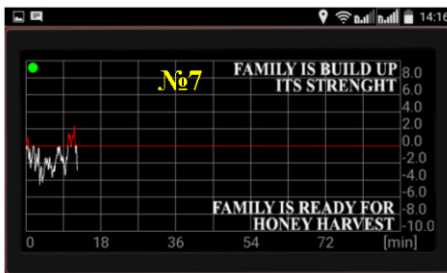 14:16
№7
FAMILY IS BUILD UP
ITS STRENGHT
8.0
6.0
4.0
2.0
0.0
-2.0
-4.0
-6.0
-8.0
-10.0
FAMILY IS READY FOR
HONEY HARVEST
0 18 36 54 72 [min]